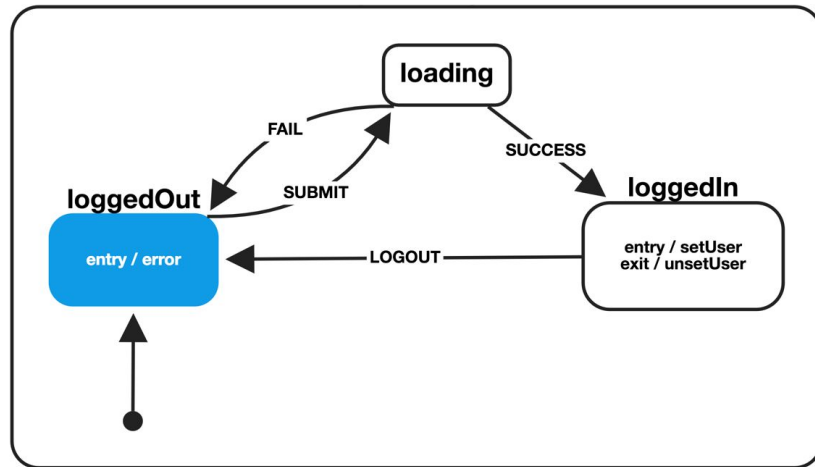 loading
FAIL
SUCCESS
SUBMIT
loggedOut
entry / error
LOGOUT
loggedIn
entry / setUser
exit / unsetUser